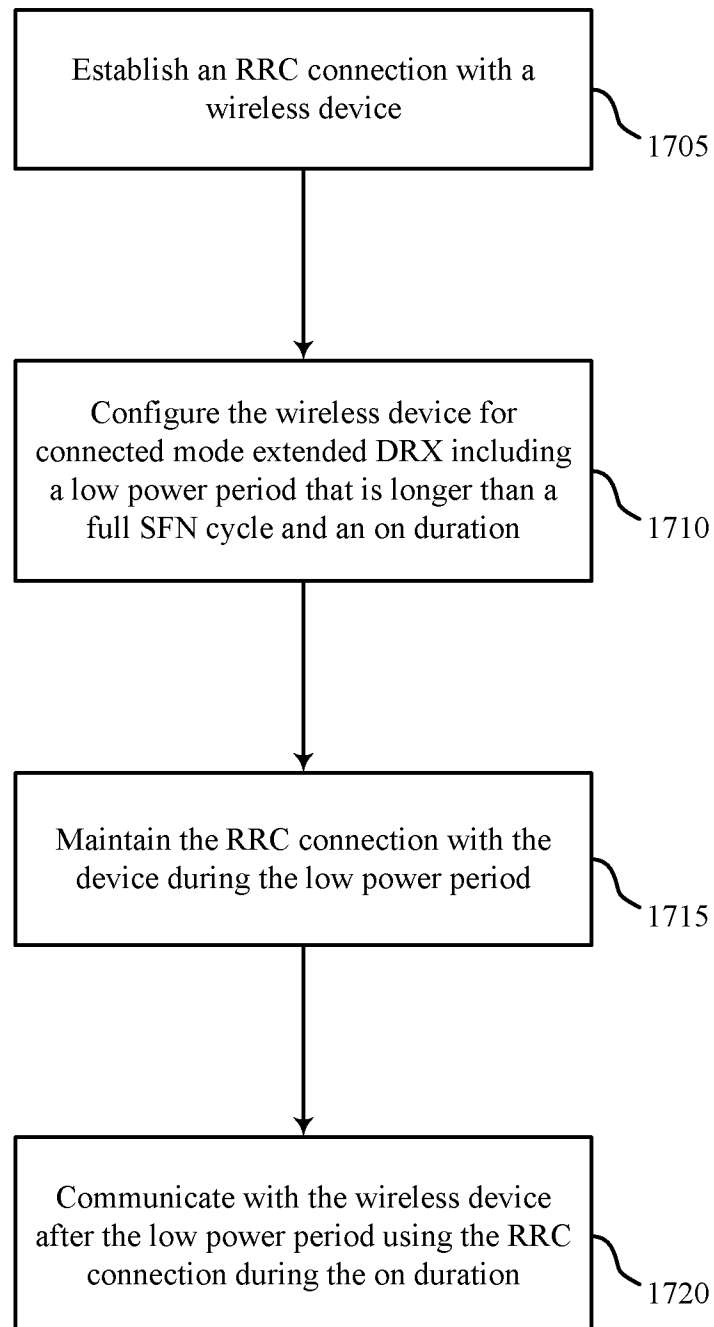 Establish an RRC connection with a
wireless device
1705
Configure the wireless device for
connected mode extended DRX including
a low power period that is longer than a
full SFN cycle and an on duration
1710
Maintain the RRC connection with the
device during the low power period
1715
Communicate with the wireless device
after the low power period using the RRC
connection during the on duration
1720